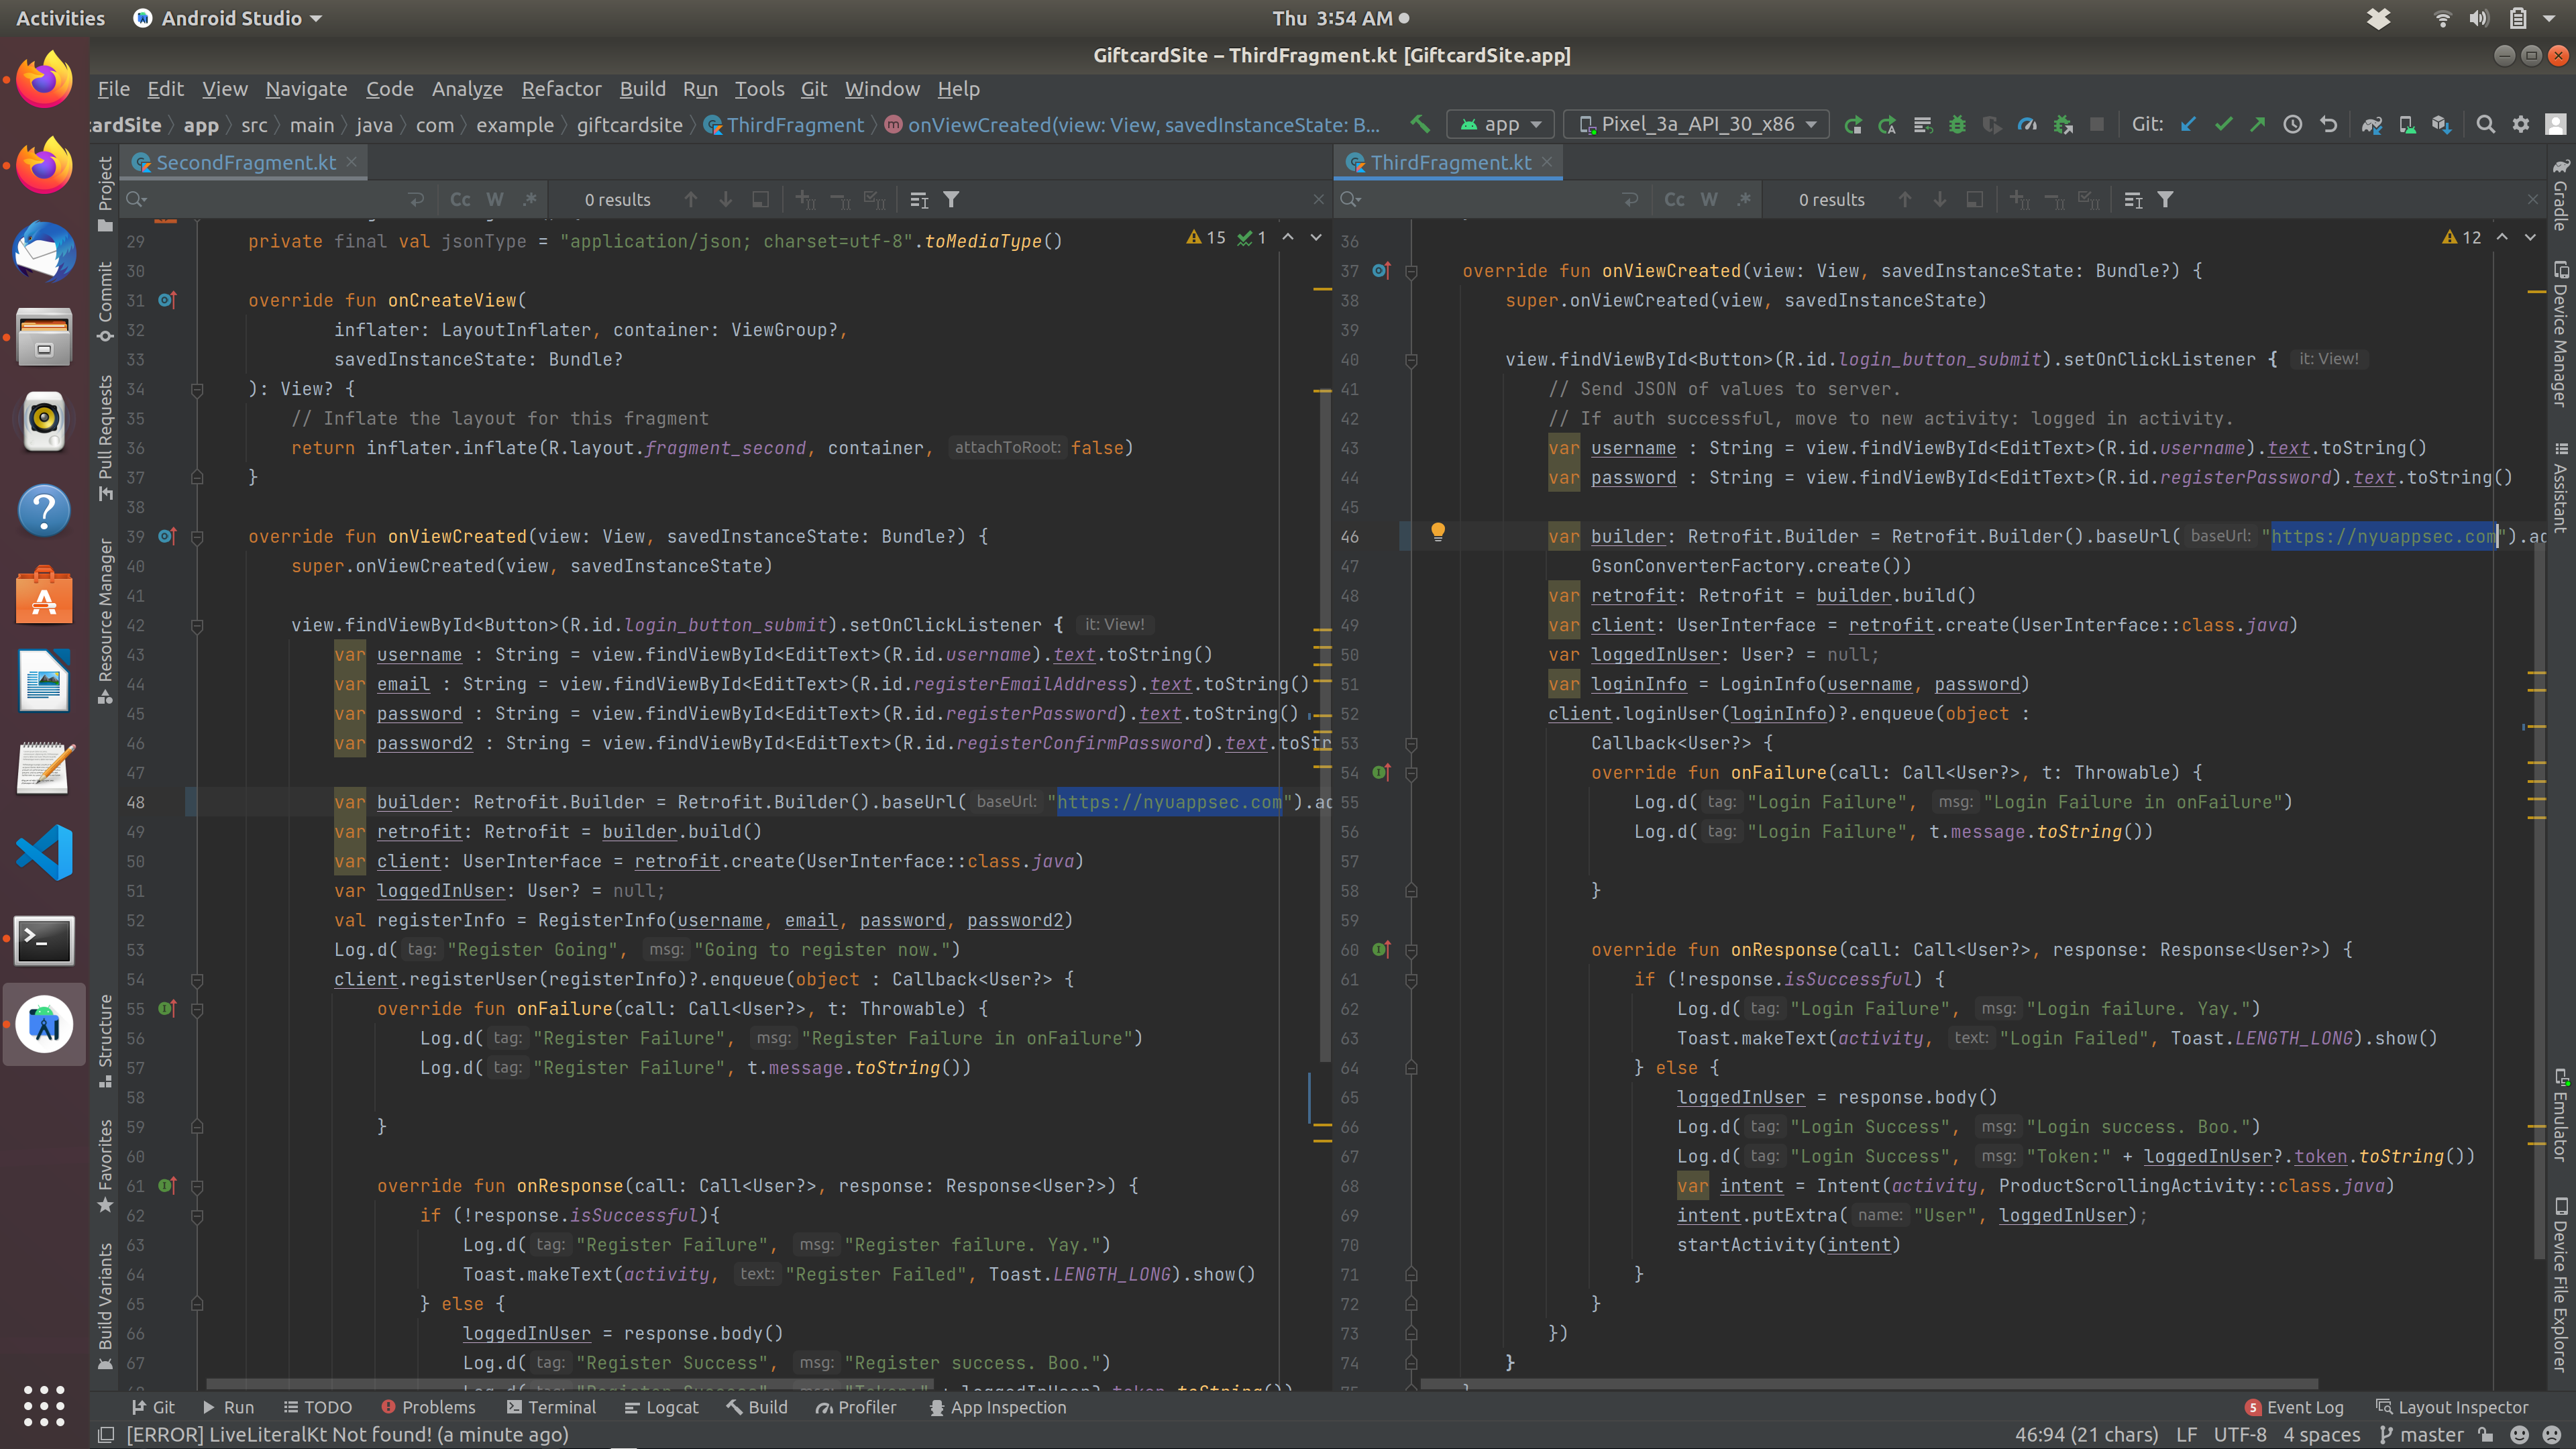 Activities Android Studio Thu 3:54 AM
GiftcardSite – ThirdFragment.kt [GiftcardSite.app]
File Edit View Navigate Code Analyze Refactor Build Run Tools Git Window Help
cardSite app src main java com example giftcardsite ThirdFragment onViewCreated(view: View, savedInstanceState: B... app Pixel_3a_API_30_x86 Git:
SecondFragment.kt
Cc W .* 0 results
29 private final val jsonType = "application/json; charset=utf-8".toMediaType() 15 1
30
31 override fun onCreateView(
32 inflater: LayoutInflater, container: ViewGroup?,
33 savedInstanceState: Bundle?
34 ): View? {
35 // Inflate the layout for this fragment
36 return inflater.inflate(R.layout.fragment_second, container, attachToRoot: false)
37 }
38
39 override fun onViewCreated(view: View, savedInstanceState: Bundle?) {
40 super.onViewCreated(view, savedInstanceState)
41
42 view.findViewById<Button>(R.id.login_button_submit).setOnClickListener { it: View!
43 var username : String = view.findViewById<EditText>(R.id.username).text.toString()
44 var email : String = view.findViewById<EditText>(R.id.registerEmailAddress).text.toString()
45 var password : String = view.findViewById<EditText>(R.id.registerPassword).text.toString()
46 var password2 : String = view.findViewById<EditText>(R.id.registerConfirmPassword).text.toStr
47
48 var builder: Retrofit.Builder = Retrofit.Builder().baseUrl( baseUrl: "https://nyuappsec.com").ad
49 var retrofit: Retrofit = builder.build()
50 var client: UserInterface = retrofit.create(UserInterface::class.java)
51 var loggedInUser: User? = null;
52 val registerInfo = RegisterInfo(username, email, password, password2)
53 Log.d( tag: "Register Going", msg: "Going to register now.")
54 client.registerUser(registerInfo)?.enqueue(object : Callback<User?> {
55 override fun onFailure(call: Call<User?>, t: Throwable) {
56 Log.d( tag: "Register Failure", msg: "Register Failure in onFailure")
57 Log.d( tag: "Register Failure", t.message.toString())
58
59 }
60
61 override fun onResponse(call: Call<User?>, response: Response<User?>) {
62 if (!response.isSuccessful){
63 Log.d( tag: "Register Failure", msg: "Register failure. Yay.")
64 Toast.makeText(activity, text: "Register Failed", Toast.LENGTH_LONG).show()
65 } else {
66 loggedInUser = response.body()
67 Log.d( tag: "Register Success", msg: "Register success. Boo.")
ThirdFragment.kt
Cc W .* 0 results
36 12
37 override fun onViewCreated(view: View, savedInstanceState: Bundle?) {
38 super.onViewCreated(view, savedInstanceState)
39
40 view.findViewById<Button>(R.id.login_button_submit).setOnClickListener { it: View!
41 // Send JSON of values to server.
42 // If auth successful, move to new activity: logged in activity.
43 var username : String = view.findViewById<EditText>(R.id.username).text.toString()
44 var password : String = view.findViewById<EditText>(R.id.registerPassword).text.toString()
45
46 var builder: Retrofit.Builder = Retrofit.Builder().baseUrl( baseUrl: "https://nyuappsec.com").ad
47 GsonConverterFactory.create())
48 var retrofit: Retrofit = builder.build()
49 var client: UserInterface = retrofit.create(UserInterface::class.java)
50 var loggedInUser: User? = null;
51 var loginInfo = LoginInfo(username, password)
52 client.loginUser(loginInfo)?.enqueue(object :
53 Callback<User?> {
54 override fun onFailure(call: Call<User?>, t: Throwable) {
55 Log.d( tag: "Login Failure", msg: "Login Failure in onFailure")
56 Log.d( tag: "Login Failure", t.message.toString())
57
58 }
59
60 override fun onResponse(call: Call<User?>, response: Response<User?>) {
61 if (!response.isSuccessful) {
62 Log.d( tag: "Login Failure", msg: "Login failure. Yay.")
63 Toast.makeText(activity, text: "Login Failed", Toast.LENGTH_LONG).show()
64 } else {
65 loggedInUser = response.body()
66 Log.d( tag: "Login Success", msg: "Login success. Boo.")
67 Log.d( tag: "Login Success", msg: "Token:" + loggedInUser?.token.toString())
68 var intent = Intent(activity, ProductScrollingActivity::class.java)
69 intent.putExtra( name: "User", loggedInUser);
70 startActivity(intent)
71 }
72 }
73 })
74 }
Project
Commit
Pull Requests
Resource Manager
Structure
Favorites
Build Variants
Gradle
Device Manager
Assistant
Emulator
Device File Explorer
Git Run TODO Problems Terminal Logcat Build Profiler App Inspection 5 Event Log Layout Inspector
[ERROR] LiveLiteralKt Not found! (a minute ago) 46:94 (21 chars) LF UTF-8 4 spaces master